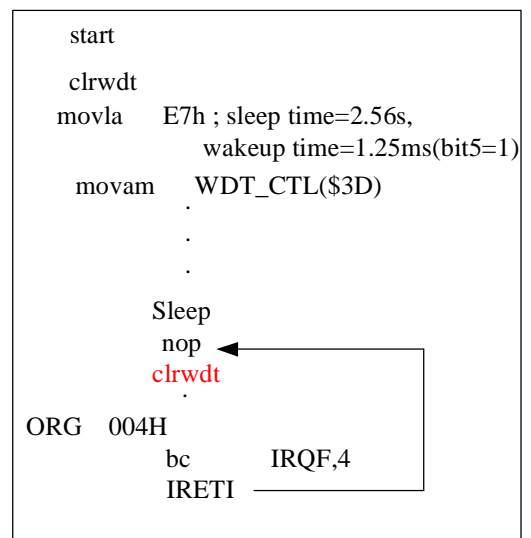 start
clrwdt
movla E7h ; sleep time=2.56s,
wakeup time=1.25ms(bit5=1)
movam WDT_CTL($3D)
.
.
.
Sleep
nop
clrwdt
.
ORG 004H
bc IRQF,4
IRETI